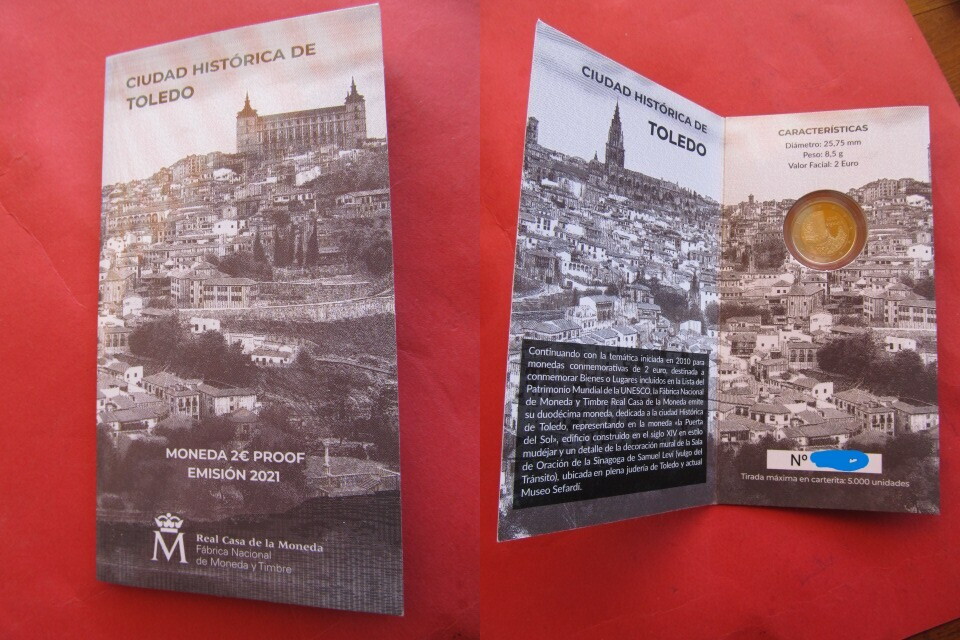 CIUDAD HISTÓRICA DE
TOLEDO
MONEDA 2€ PROOF
EMISIÓN 2021
M
Real Casa de la Moneda
Fábrica Nacional
de Moneda y Timbre
CIUDAD HISTÓRICA DE
TOLEDO
Continuando con la temática iniciada en 2010 para
monedas conmemorativas de 2 euro, destinada a
conmemorar Bienes o Lugares incluidos en la Lista del
Patrimonio Mundial de la UNESCO, la Fábrica Nacional
de Moneda y Timbre Real Casa de la Moneda emite
su duodécima moneda, dedicada a la ciudad Histórica
de Toledo, representando en la moneda «la Puerta
del Sol», edificio construido en el siglo XIV en estilo
mudejar y un detalle de la decoración mural de la Sala
de Oración de la Sinagoga de Samuel Leví (vulgo del
Tránsito), ubicada en plena judería de Toledo y actual
Museo Sefardí.
CARACTERÍSTICAS
Diámetro: 25,75 mm
Peso: 8,5 g
Valor Facial: 2 Euro
Nº
Tirada máxima en carterita: 5.000 unidades